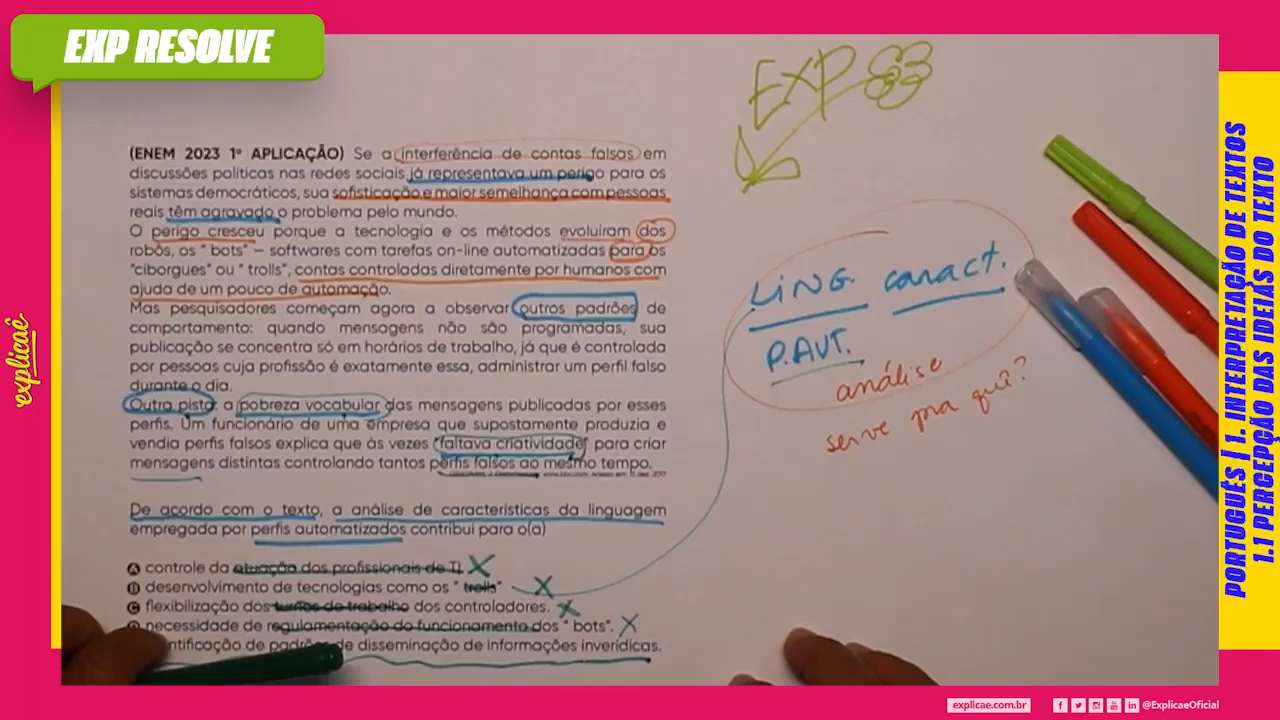 EXP RESOLVE
EXP 83
(ENEM 2023 1ª APLICAÇÃO) Se a interferência de contas falsas em
discussões políticas nas redes sociais já representava um perigo para os
sistemas democráticos, sua sofisticação e maior semelhança com pessoas
reais têm agravado o problema pelo mundo.
O perigo cresceu porque a tecnologia e os métodos evoluíram dos
robôs, os " bots" – softwares com tarefas on-line automatizadas para os
"ciborgues" ou " trolls", contas controladas diretamente por humanos com
ajuda de um pouco de automação.
Mas pesquisadores começam agora a observar outros padrões de
comportamento: quando mensagens não são programadas, sua
publicação se concentra só em horários de trabalho, já que é controlada
por pessoas cuja profissão é exatamente essa, administrar um perfil falso
durante o dia.
Outra pista: a pobreza vocabular das mensagens publicadas por esses
perfis. Um funcionário de uma empresa que supostamente produzia e
vendia perfis falsos explica que às vezes faltava criatividade para criar
mensagens distintas controlando tantos perfis falsos ao mesmo tempo.
De acordo com o texto, a análise de características da linguagem
empregada por perfis automatizados contribui para o(a)
A controle da atuação dos profissionais de TI.
B desenvolvimento de tecnologias como os " trolls"
C flexibilização dos turnos de trabalho dos controladores.
necessidade de regulamentação do funcionamento dos " bots".
ntificação de padrões de disseminação de informações inverídicas.
LING. caract.
P. AUT.
análise
serve pra quê?
explicaê
PORTUGUÊS | 1. INTERPRETAÇÃO DE TEXTOS
1.1 PERCEPÇÃO DAS IDEIAS DO TEXTO
explicae.com.br @ExplicaeOficial